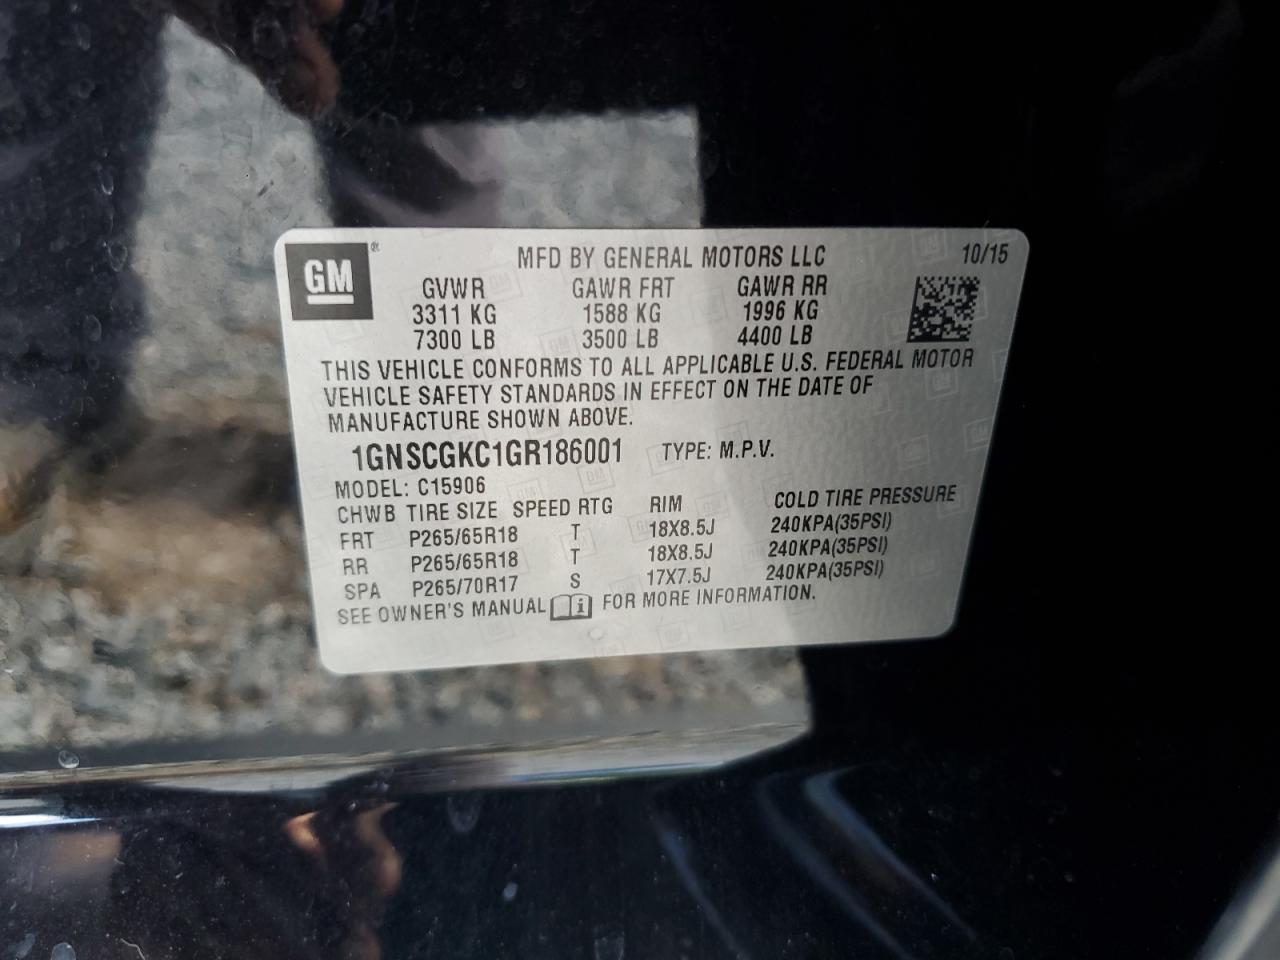 GM ®
MFD BY GENERAL MOTORS LLC 10/15
GVWR GAWR FRT GAWR RR
3311 KG 1588 KG 1996 KG
7300 LB 3500 LB 4400 LB
THIS VEHICLE CONFORMS TO ALL APPLICABLE U.S. FEDERAL MOTOR
VEHICLE SAFETY STANDARDS IN EFFECT ON THE DATE OF
MANUFACTURE SHOWN ABOVE.
1GNSCGKC1GR186001 TYPE: M.P.V.
MODEL: C15906
CHWB TIRE SIZE SPEED RTG RIM COLD TIRE PRESSURE
FRT P265/65R18 T 18X8.5J 240KPA(35PSI)
RR P265/65R18 T 18X8.5J 240KPA(35PSI)
SPA P265/70R17 S 17X7.5J 240KPA(35PSI)
SEE OWNER'S MANUAL i FOR MORE INFORMATION.